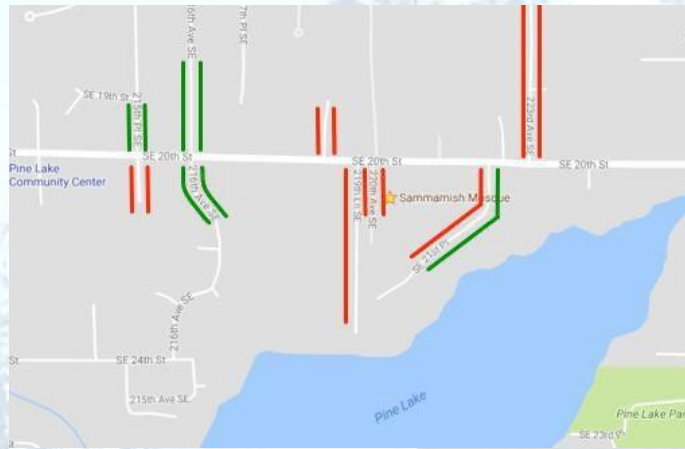 6th Ave SE
7th Pl SE
SE 19th St
215th Pl SE
223rd Ave SE
St
SE 20th St
SE 20th St
SE 20th St
Pine Lake
Community Center
216th Ave SE
219th Ln SE
220th Ave SE
Sammamish Mosque
SE 21st Pl
216th Ave SE
St
SE 24th St
215th Ave SE
Pine Lake
Pine Lake Par
SE 23rd